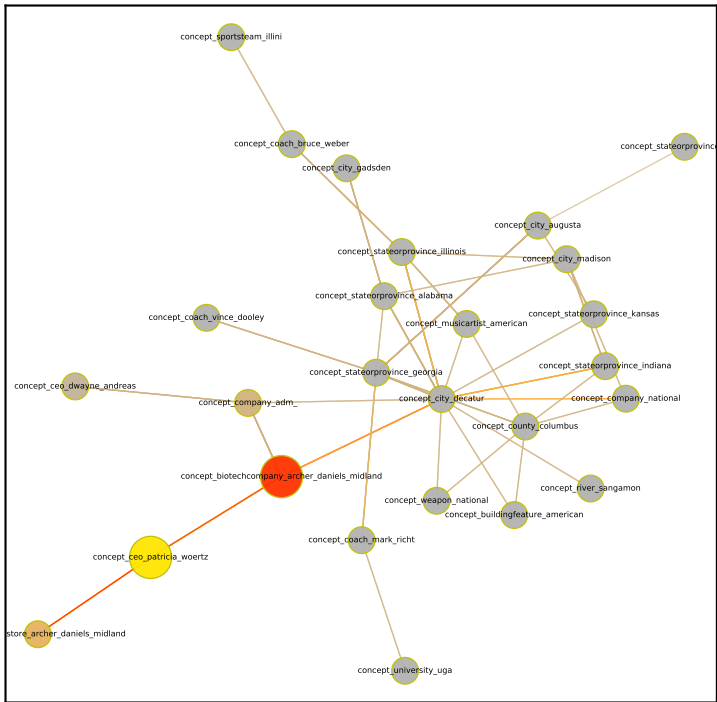 concept_sportsteam_illini
concept_coach_bruce_weber
concept_stateorprovince
concept_city_gadsden
concept_city_augusta
concept_stateorprovince_illinois
concept_city_madison
concept_stateorprovince_alabama
concept_stateorprovince_kansas
concept_coach_vince_dooley
concept_musicartist_american
concept_stateorprovince_georgia
concept_stateorprovince_indiana
concept_ceo_dwayne_andreas
concept_company_adm_
concept_city_decatur
concept_company_national
concept_county_columbus
concept_biotechcompany_archer_daniels_midland
concept_river_sangamon
concept_weapon_national
concept_buildingfeature_american
concept_coach_mark_richt
concept_ceo_patricia_woertz
store_archer_daniels_midland
concept_university_uga